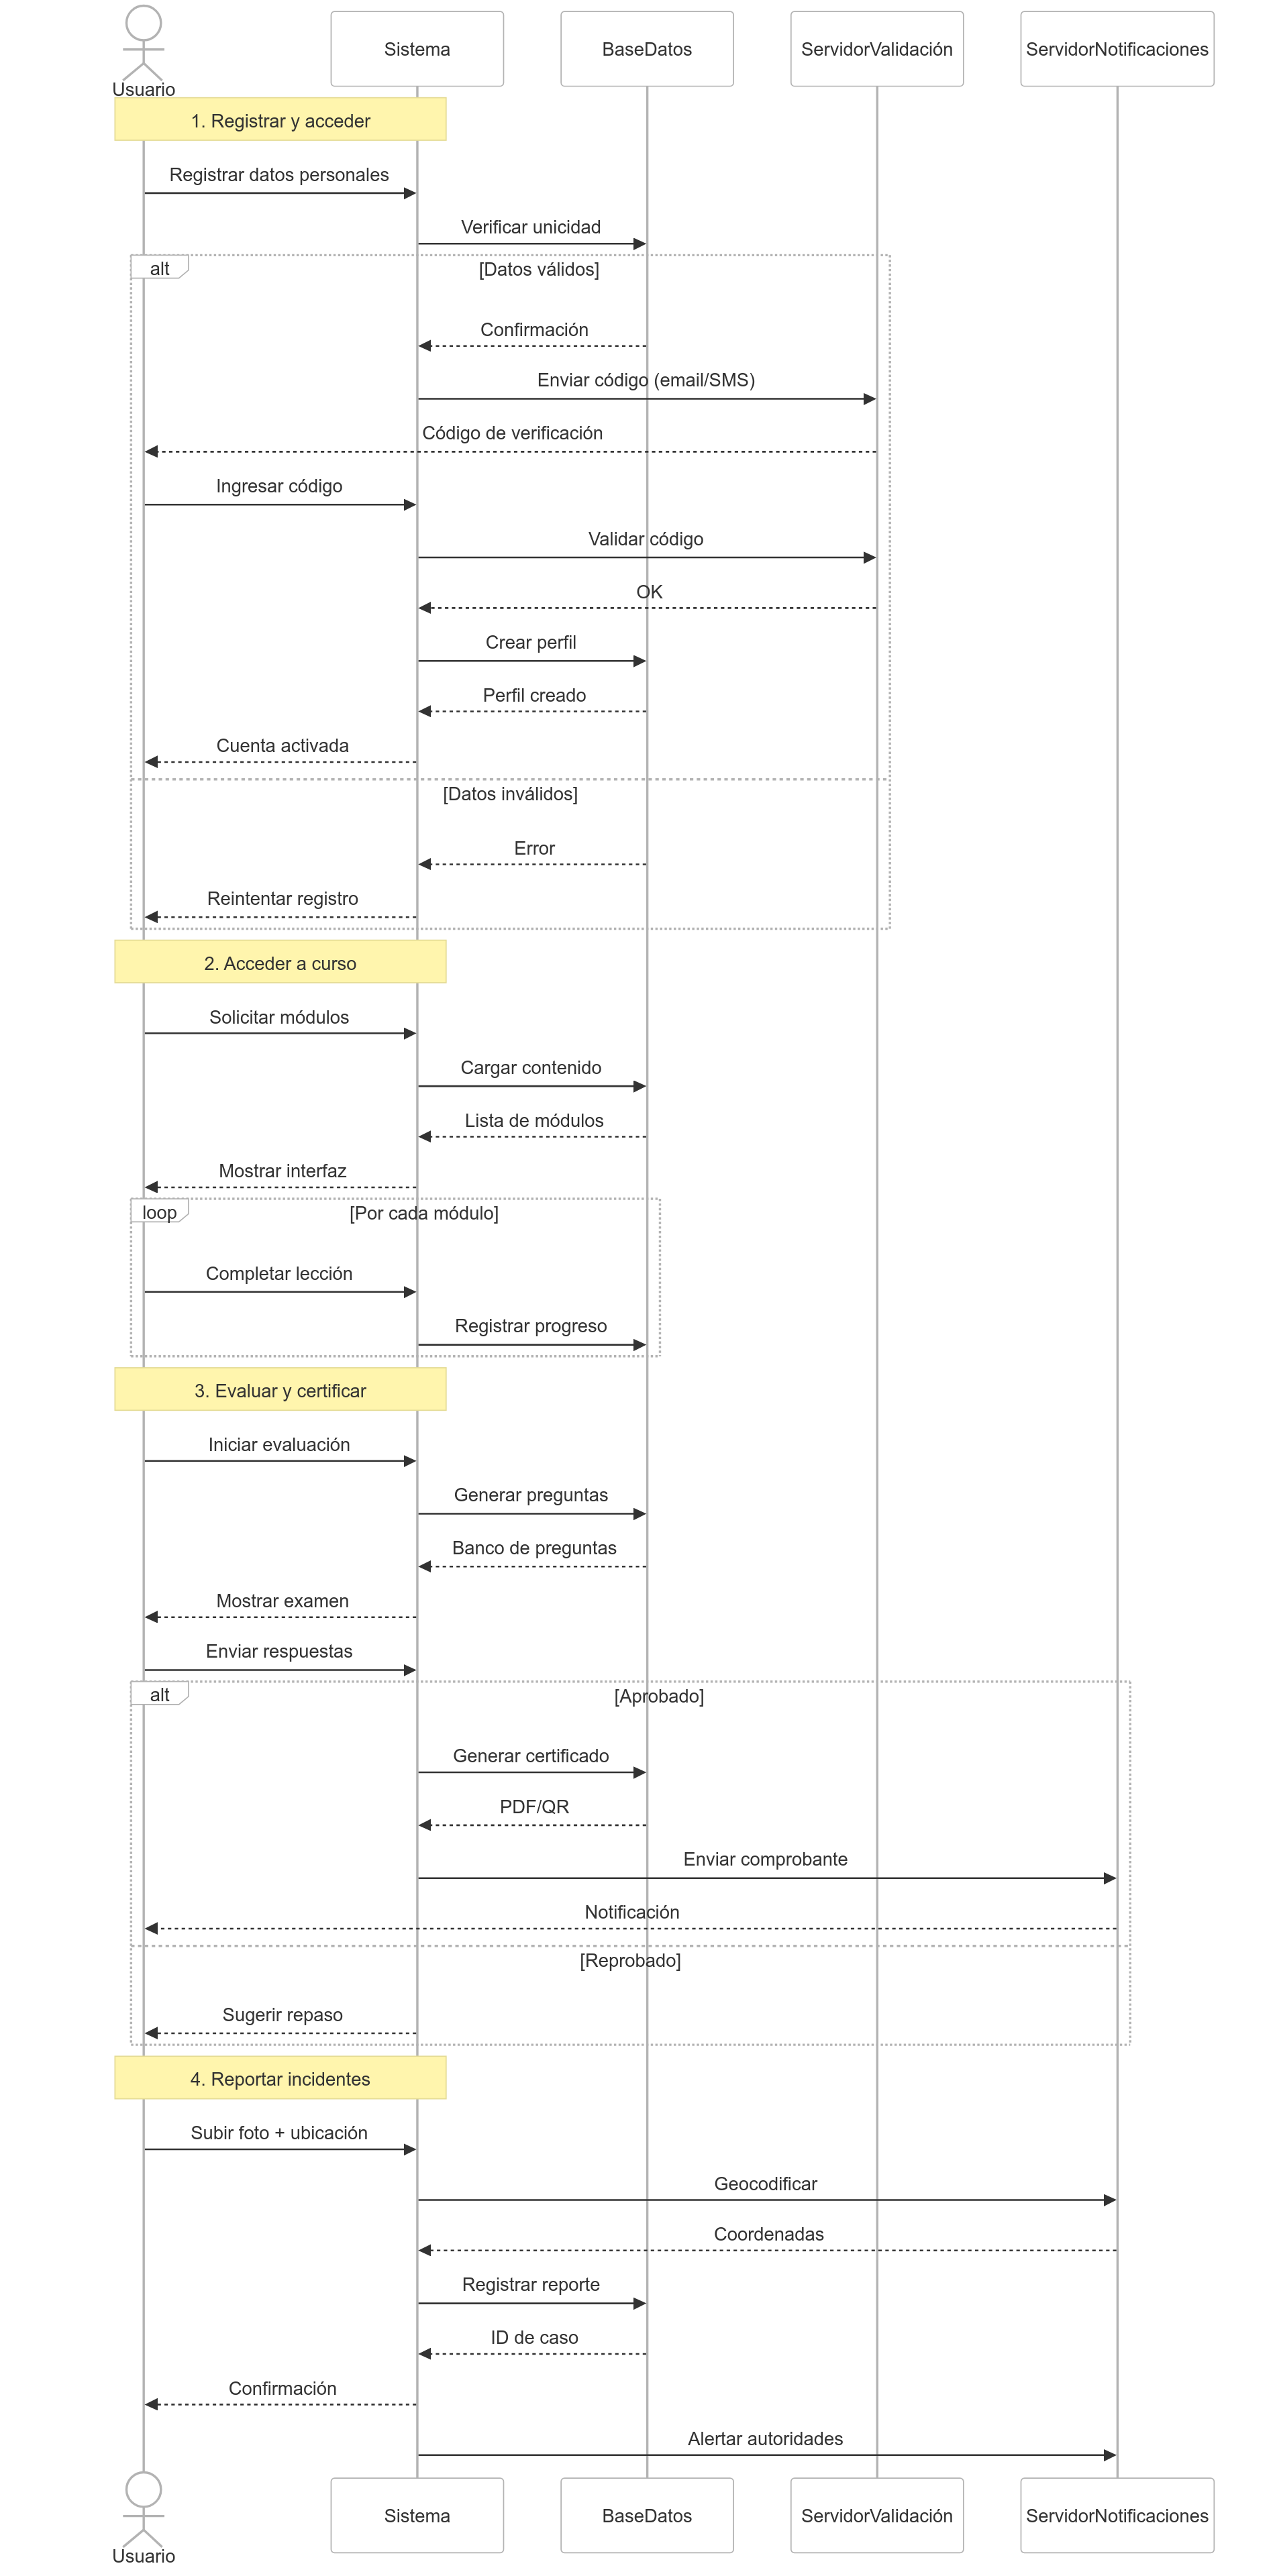 Usuario
Sistema
BaseDatos
ServidorValidación
ServidorNotificaciones
1. Registrar y acceder
Registrar datos personales
Verificar unicidad
alt
[Datos válidos]
Confirmación
Enviar código (email/SMS)
Código de verificación
Ingresar código
Validar código
OK
Crear perfil
Perfil creado
Cuenta activada
[Datos inválidos]
Error
Reintentar registro
2. Acceder a curso
Solicitar módulos
Cargar contenido
Lista de módulos
Mostrar interfaz
loop
[Por cada módulo]
Completar lección
Registrar progreso
3. Evaluar y certificar
Iniciar evaluación
Generar preguntas
Banco de preguntas
Mostrar examen
Enviar respuestas
alt
[Aprobado]
Generar certificado
PDF/QR
Enviar comprobante
Notificación
[Reprobado]
Sugerir repaso
4. Reportar incidentes
Subir foto + ubicación
Geocodificar
Coordenadas
Registrar reporte
ID de caso
Confirmación
Alertar autoridades
Usuario
Sistema
BaseDatos
ServidorValidación
ServidorNotificaciones